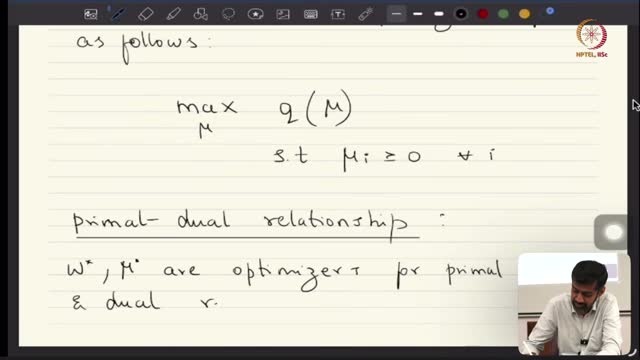 as follows:
NPTEL, IISc
max q(μ)
μ
s.t μi ≥ 0 ∀ i
primal-dual relationship:
w*, μ* are optimizers for primal
& dual r.